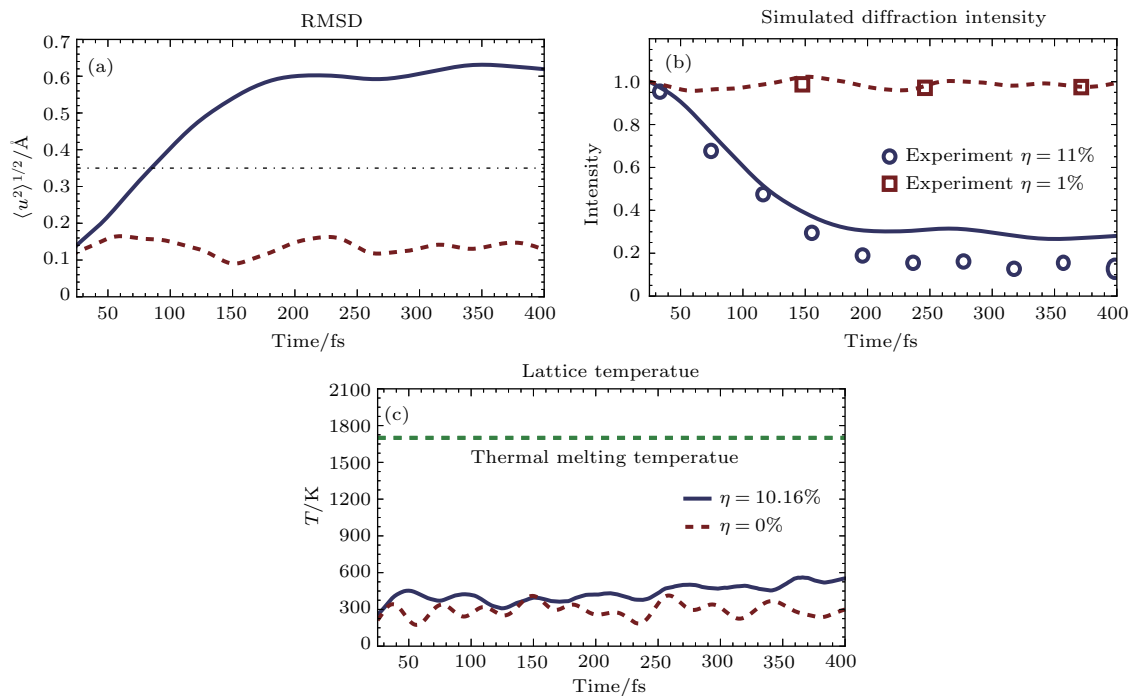 RMSD
(a)
0.7
0.6
0.5
0.4
0.3
0.2
0.1
0
⟨u²⟩¹/²/Å
50 100 150 200 250 300 350 400
Time/fs
Simulated diffraction intensity
(b)
1.0
0.8
0.6
0.4
0.2
0
Intensity
Experiment η = 11%
Experiment η = 1%
50 100 150 200 250 300 350 400
Time/fs
Lattice temperatue
(c)
2100
1800
1500
1200
900
600
300
0
T/K
Thermal melting temperatue
η = 10.16%
η = 0%
50 100 150 200 250 300 350 400
Time/fs